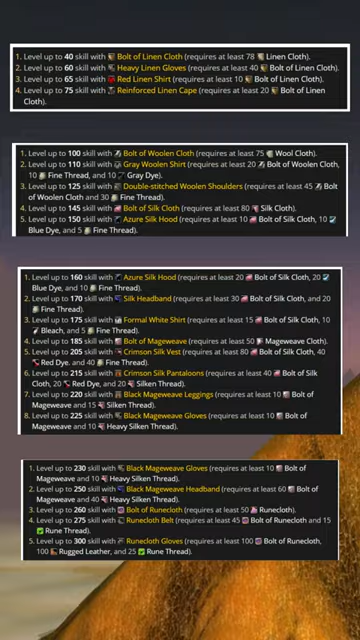 1. Level up to 40 skill with Bolt of Linen Cloth (requires at least 78 Linen Cloth).
2. Level up to 60 skill with Heavy Linen Gloves (requires at least 40 Bolt of Linen Cloth).
3. Level up to 65 skill with Red Linen Shirt (requires at least 10 Bolt of Linen Cloth).
4. Level up to 75 skill with Reinforced Linen Cape (requires at least 20 Bolt of Linen
Cloth).
1. Level up to 100 skill with Bolt of Woolen Cloth (requires at least 75 Wool Cloth).
2. Level up to 110 skill with Gray Woolen Shirt (requires at least 20 Bolt of Woolen Cloth,
10 Fine Thread, and 10 Gray Dye).
3. Level up to 125 skill with Double-stitched Woolen Shoulders (requires at least 45 Bolt
of Woolen Cloth and 30 Fine Thread).
4. Level up to 145 skill with Bolt of Silk Cloth (requires at least 80 Silk Cloth).
5. Level up to 150 skill with Azure Silk Hood (requires at least 10 Bolt of Silk Cloth, 10
Blue Dye, and 5 Fine Thread).
1. Level up to 160 skill with Azure Silk Hood (requires at least 20 Bolt of Silk Cloth, 20
Blue Dye, and 10 Fine Thread).
2. Level up to 170 skill with Silk Headband (requires at least 30 Bolt of Silk Cloth, and 20
Fine Thread).
3. Level up to 175 skill with Formal White Shirt (requires at least 15 Bolt of Silk Cloth, 10
Bleach, and 5 Fine Thread).
4. Level up to 185 skill with Bolt of Mageweave (requires at least 50 Mageweave Cloth).
5. Level up to 205 skill with Crimson Silk Vest (requires at least 80 Bolt of Silk Cloth, 40
Red Dye, and 40 Fine Thread).
6. Level up to 215 skill with Crimson Silk Pantaloons (requires at least 40 Bolt of Silk
Cloth, 20 Red Dye, and 20 Silken Thread).
7. Level up to 220 skill with Black Mageweave Leggings (requires at least 10 Bolt of
Mageweave and 15 Silken Thread).
8. Level up to 225 skill with Black Mageweave Gloves (requires at least 10 Bolt of
Mageweave and 10 Heavy Silken Thread).
1. Level up to 230 skill with Black Mageweave Gloves (requires at least 10 Bolt of
Mageweave and 10 Heavy Silken Thread).
2. Level up to 250 skill with Black Mageweave Headband (requires at least 60 Bolt of
Mageweave and 40 Heavy Silken Thread).
3. Level up to 260 skill with Bolt of Runecloth (requires at least 50 Runecloth).
4. Level up to 275 skill with Runecloth Belt (requires at least 45 Bolt of Runecloth and 15
Rune Thread).
5. Level up to 300 skill with Runecloth Gloves (requires at least 100 Bolt of Runecloth,
100 Rugged Leather, and 25 Rune Thread).